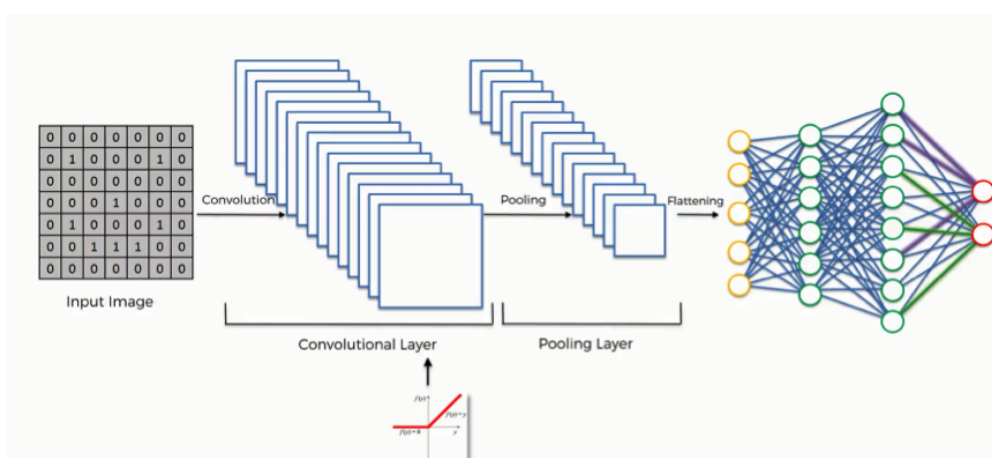 0 0 0 0 0 0 0
0 1 0 0 0 1 0
0 0 0 0 0 0 0
0 0 0 1 0 0 0
0 1 0 0 0 1 0
0 0 1 1 1 0 0
0 0 0 0 0 0 0
Input Image
Convolution
Pooling
Flattening
Convolutional Layer
Pooling Layer
f(y)
f(y)=y
f(y)=0
y